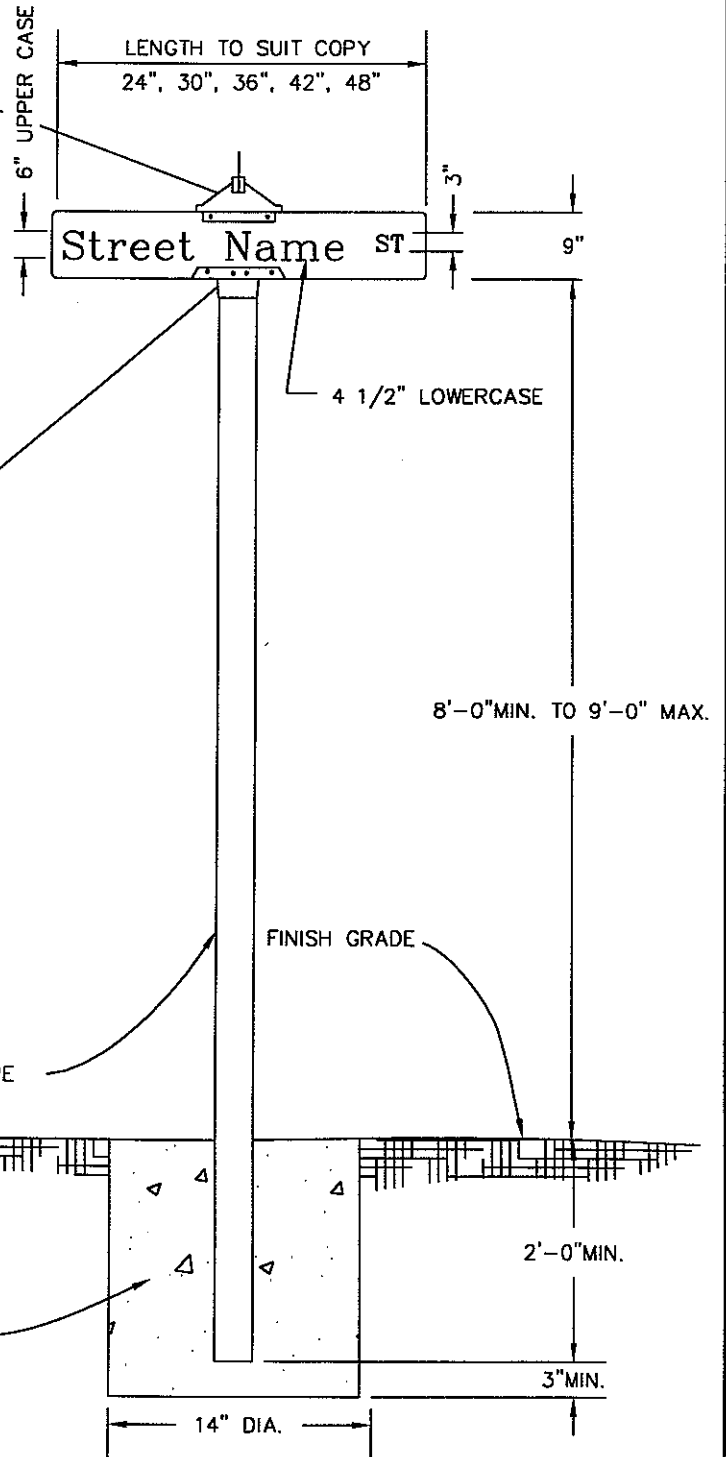 6" UPPER CASE
LENGTH TO SUIT COPY
24", 30", 36", 42", 48"
3"
Street Name ST
9"
4 1/2" LOWERCASE
8'-0"MIN. TO 9'-0" MAX.
FINISH GRADE
2'-0"MIN.
3"MIN.
14" DIA.